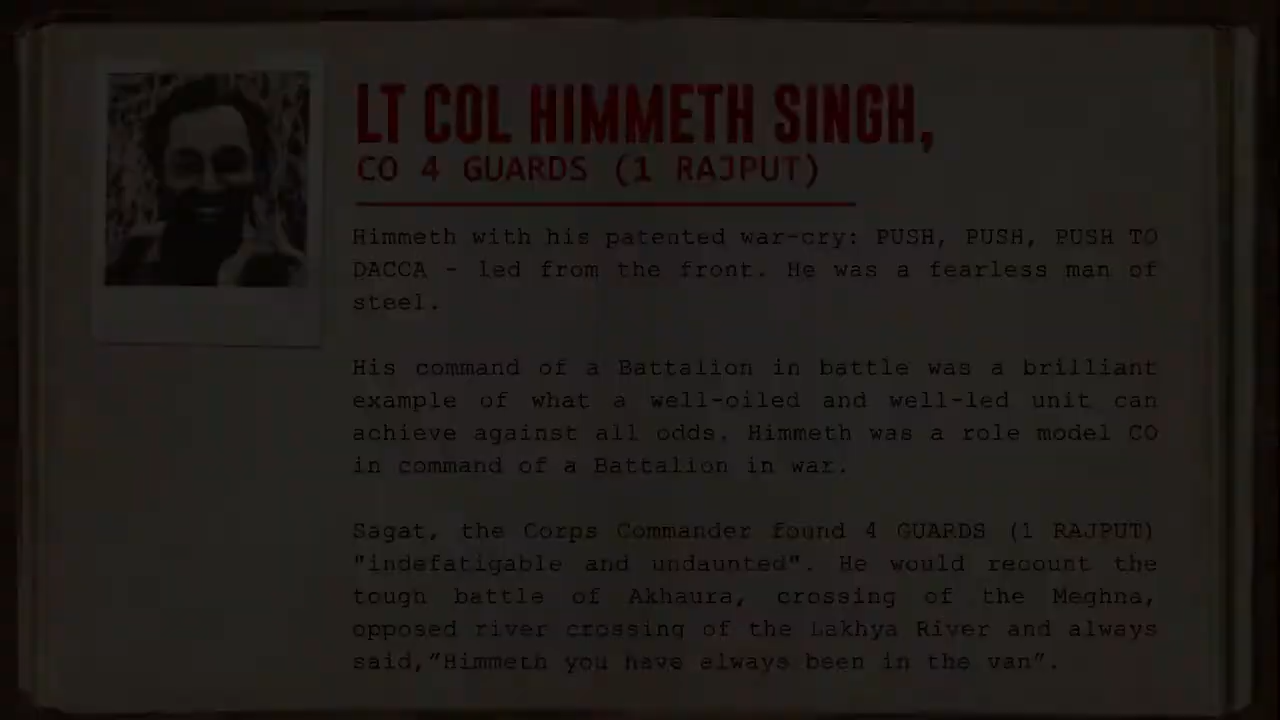 LT COL HIMMETH SINGH,
CO 4 GUARDS (1 RAJPUT)
Himmeth with his patented war-cry: PUSH, PUSH, PUSH TO
DACCA - led from the front. He was a fearless man of
steel.
His command of a Battalion in battle was a brilliant
example of what a well-oiled and well-led unit can
achieve against all odds. Himmeth was a role model CO
in command of a Battalion in war.
Sagat, the Corps Commander found 4 GUARDS (1 RAJPUT)
"indefatigable and undaunted". He would recount the
tough battle of Akhaura, crossing of the Meghna,
opposed river crossing of the Lakhya River and always
said,”Himmeth you have always been in the van”.